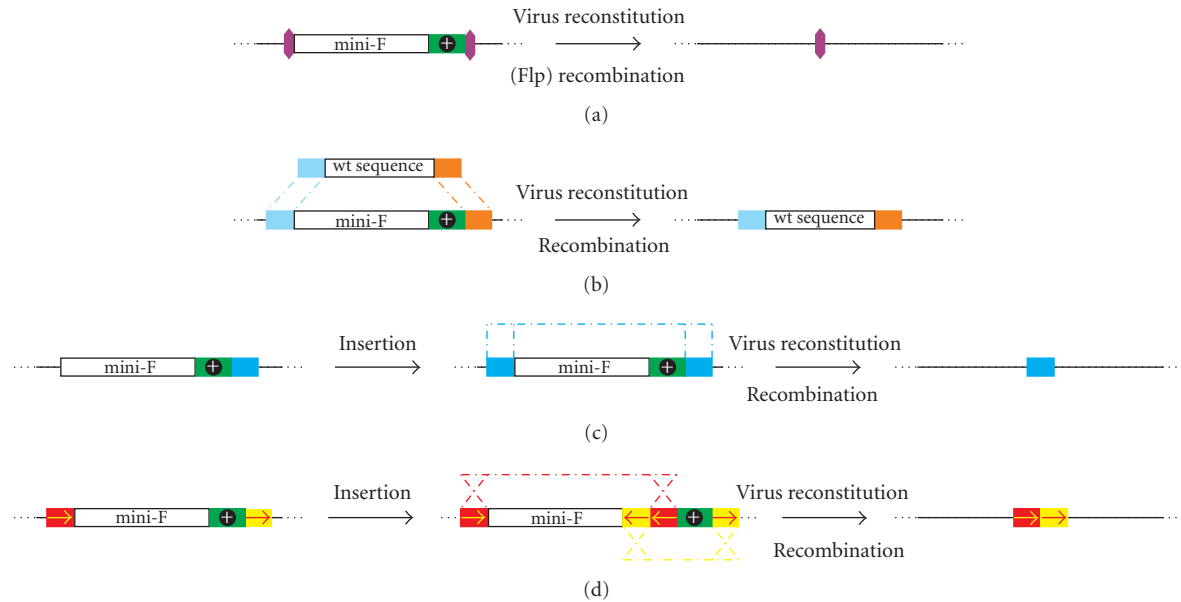 Virus reconstitution
mini-F +
(Flp) recombination
(a)
wt sequence
Virus reconstitution
mini-F + wt sequence
Recombination
(b)
Insertion Virus reconstitution
mini-F + mini-F +
Recombination
(c)
Insertion Virus reconstitution
mini-F + mini-F +
Recombination
(d)